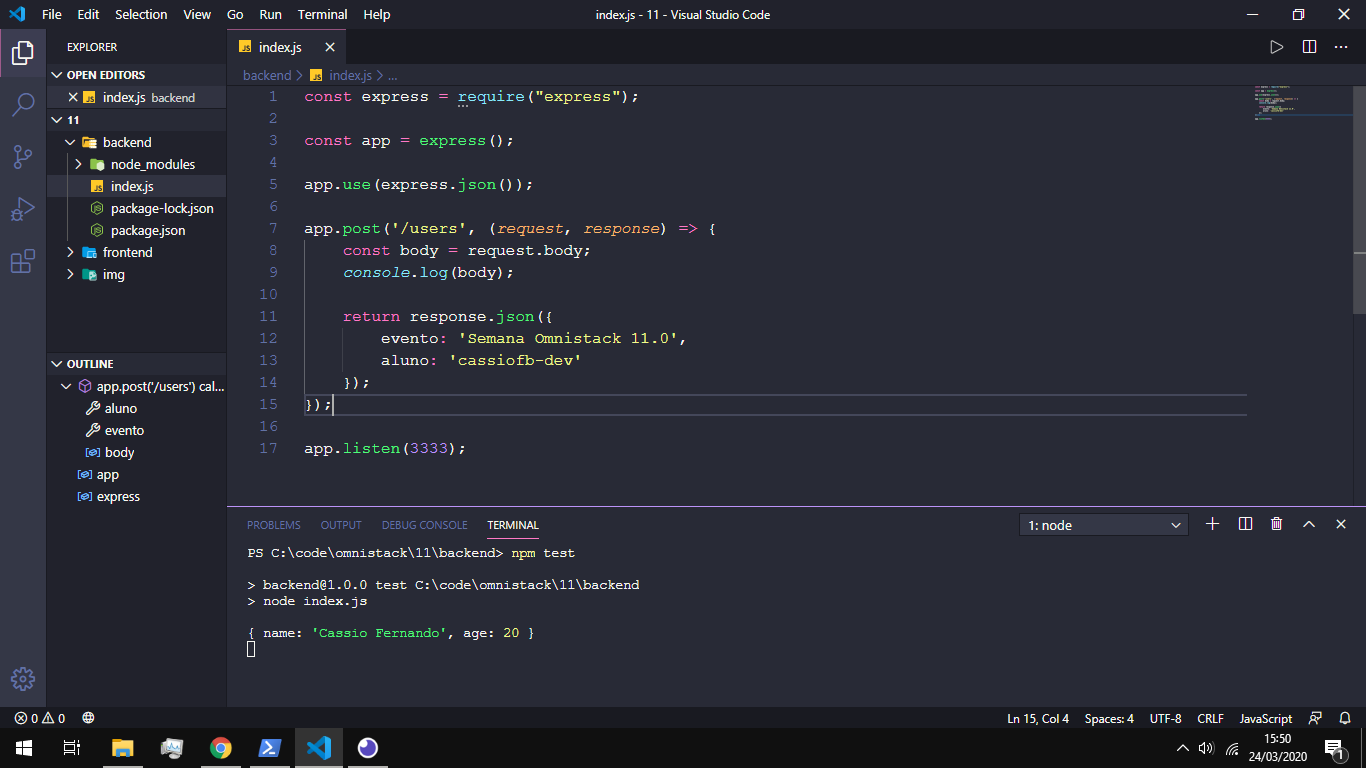 File Edit Selection View Go Run Terminal Help
index.js - 11 - Visual Studio Code
EXPLORER
OPEN EDITORS
index.js backend
11
backend
node_modules
index.js
package-lock.json
package.json
frontend
img
OUTLINE
app.post('/users') cal...
aluno
evento
body
app
express
JS index.js
backend > JS index.js > ...
1 const express = require("express");
2
3 const app = express();
4
5 app.use(express.json());
6
7 app.post('/users', (request, response) => {
8 const body = request.body;
9 console.log(body);
10
11 return response.json({
12 evento: 'Semana Omnistack 11.0',
13 aluno: 'cassiofb-dev'
14 });
15 });
16
17 app.listen(3333);
PROBLEMS OUTPUT DEBUG CONSOLE TERMINAL
1: node
PS C:\code\omnistack\11\backend> npm test
> backend@1.0.0 test C:\code\omnistack\11\backend
> node index.js
{ name: 'Cassio Fernando', age: 20 }
0 0
Ln 15, Col 4 Spaces: 4 UTF-8 CRLF JavaScript
15:50
24/03/2020
1